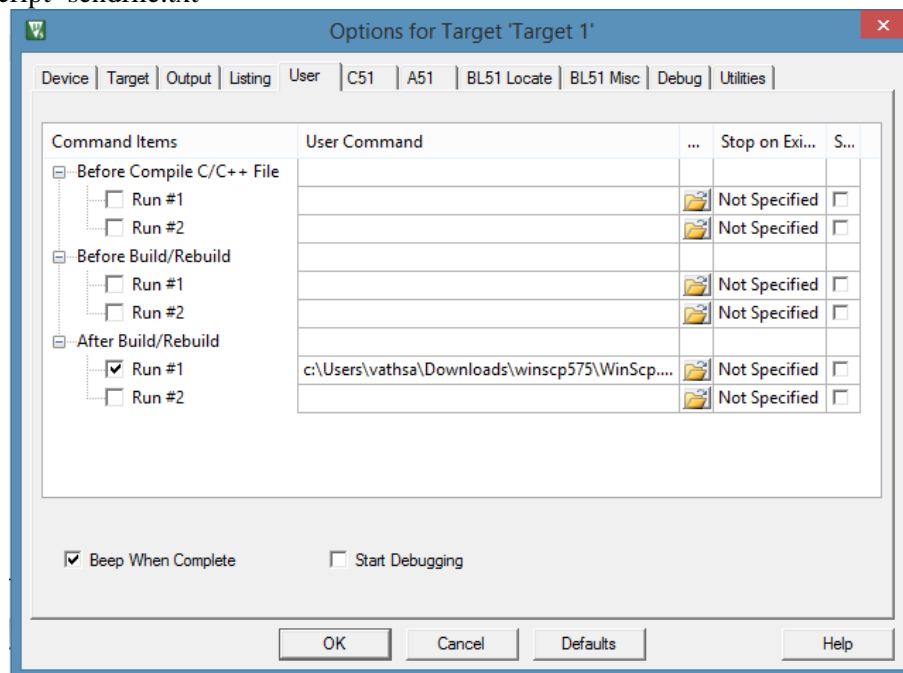 sendfile.txt
Options for Target 'Target 1'
Device Target Output Listing User C51 A51 BL51 Locate BL51 Misc Debug Utilities
Command Items User Command ... Stop on Exi... S...
Before Compile C/C++ File
Run #1 Not Specified
Run #2 Not Specified
Before Build/Rebuild
Run #1 Not Specified
Run #2 Not Specified
After Build/Rebuild
Run #1 c:\Users\vathsa\Downloads\winscp575\WinScp.... Not Specified
Run #2 Not Specified
Beep When Complete Start Debugging
OK Cancel Defaults Help